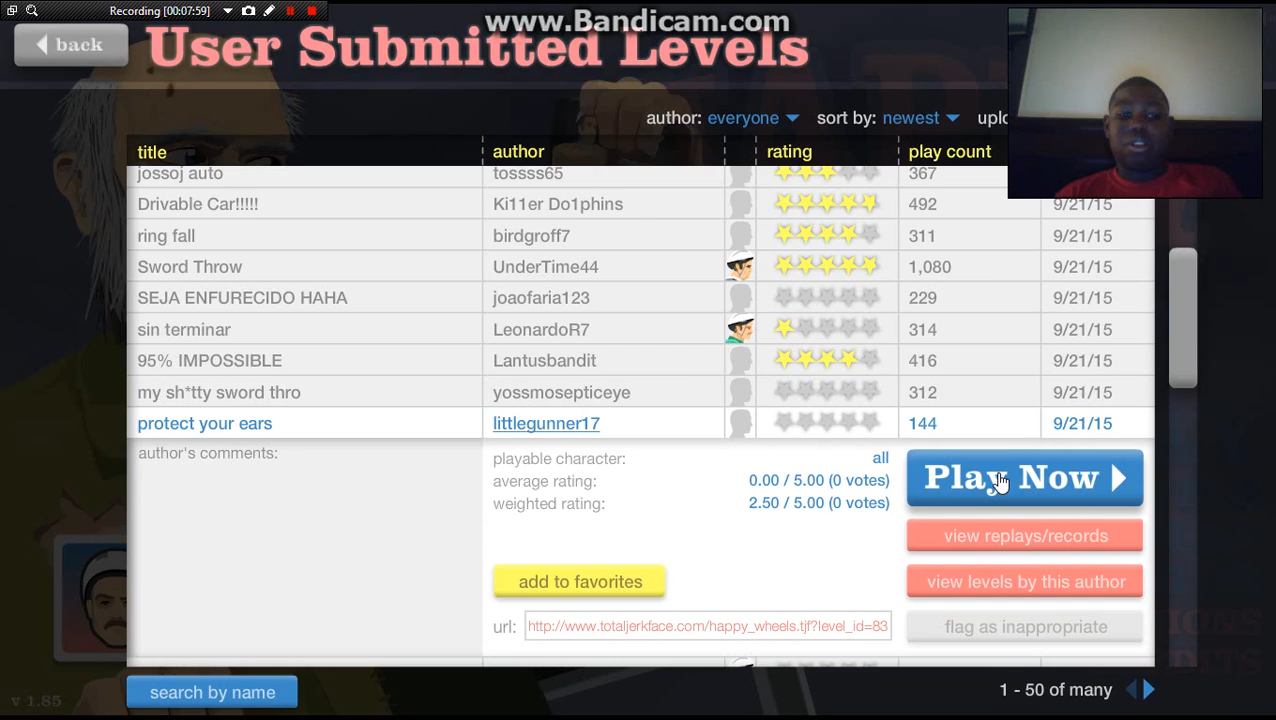 Recording [00:07:59]
www.Bandicam.com
back
User Submitted Levels
author: everyone sort by: newest
title author rating play count
jossoj auto tossss65 367
Drivable Car!!!!! Ki11er Do1phins 492 9/21/15
ring fall birdgroff7 311 9/21/15
Sword Throw UnderTime44 1,080 9/21/15
SEJA ENFURECIDO HAHA joaofaria123 229 9/21/15
sin terminar LeonardoR7 314 9/21/15
95% IMPOSSIBLE Lantusbandit 416 9/21/15
my sh*tty sword thro yossmosepticeye 312 9/21/15
protect your ears littlegunner17 144 9/21/15
author's comments:
playable character: all
average rating: 0.00 / 5.00 (0 votes)
weighted rating: 2.50 / 5.00 (0 votes)
Play Now
view replays/records
add to favorites
view levels by this author
url: http://www.totaljerkface.com/happy_wheels.tjf?level_id=83
flag as inappropriate
search by name
1 - 50 of many
v 1.85